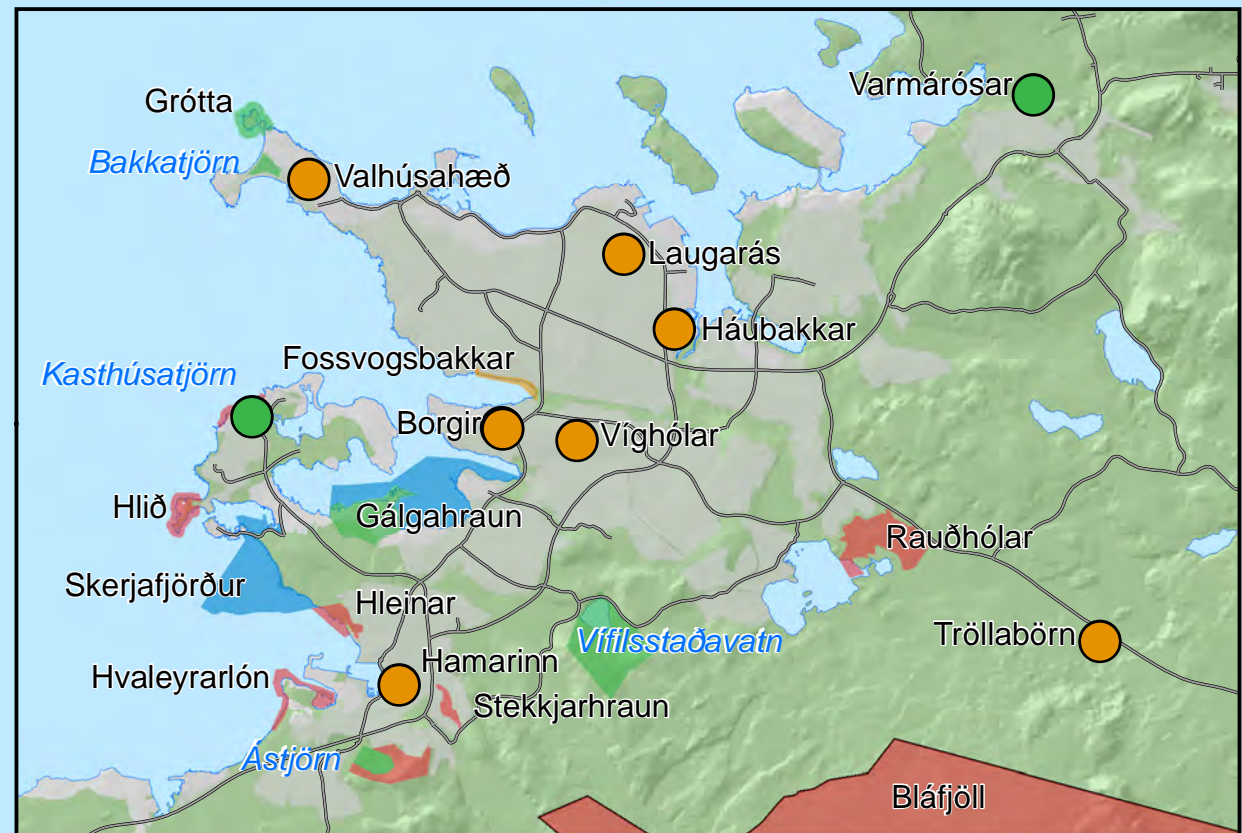 Varmárósar
Grótta
Bakkatjörn
Valhúsahæð
Laugarás
Háubakkar
Fossvogsbakkar
Kasthúsatjörn
Borgir
Víghólar
Hlið
Gálgahraun
Rauðhólar
Skerjafjörður
Hleinar
Vífilsstaðavatn
Tröllabörn
Hamarinn
Hvaleyrarlón
Stekkjarhraun
Ástjörn
Bláfjöll